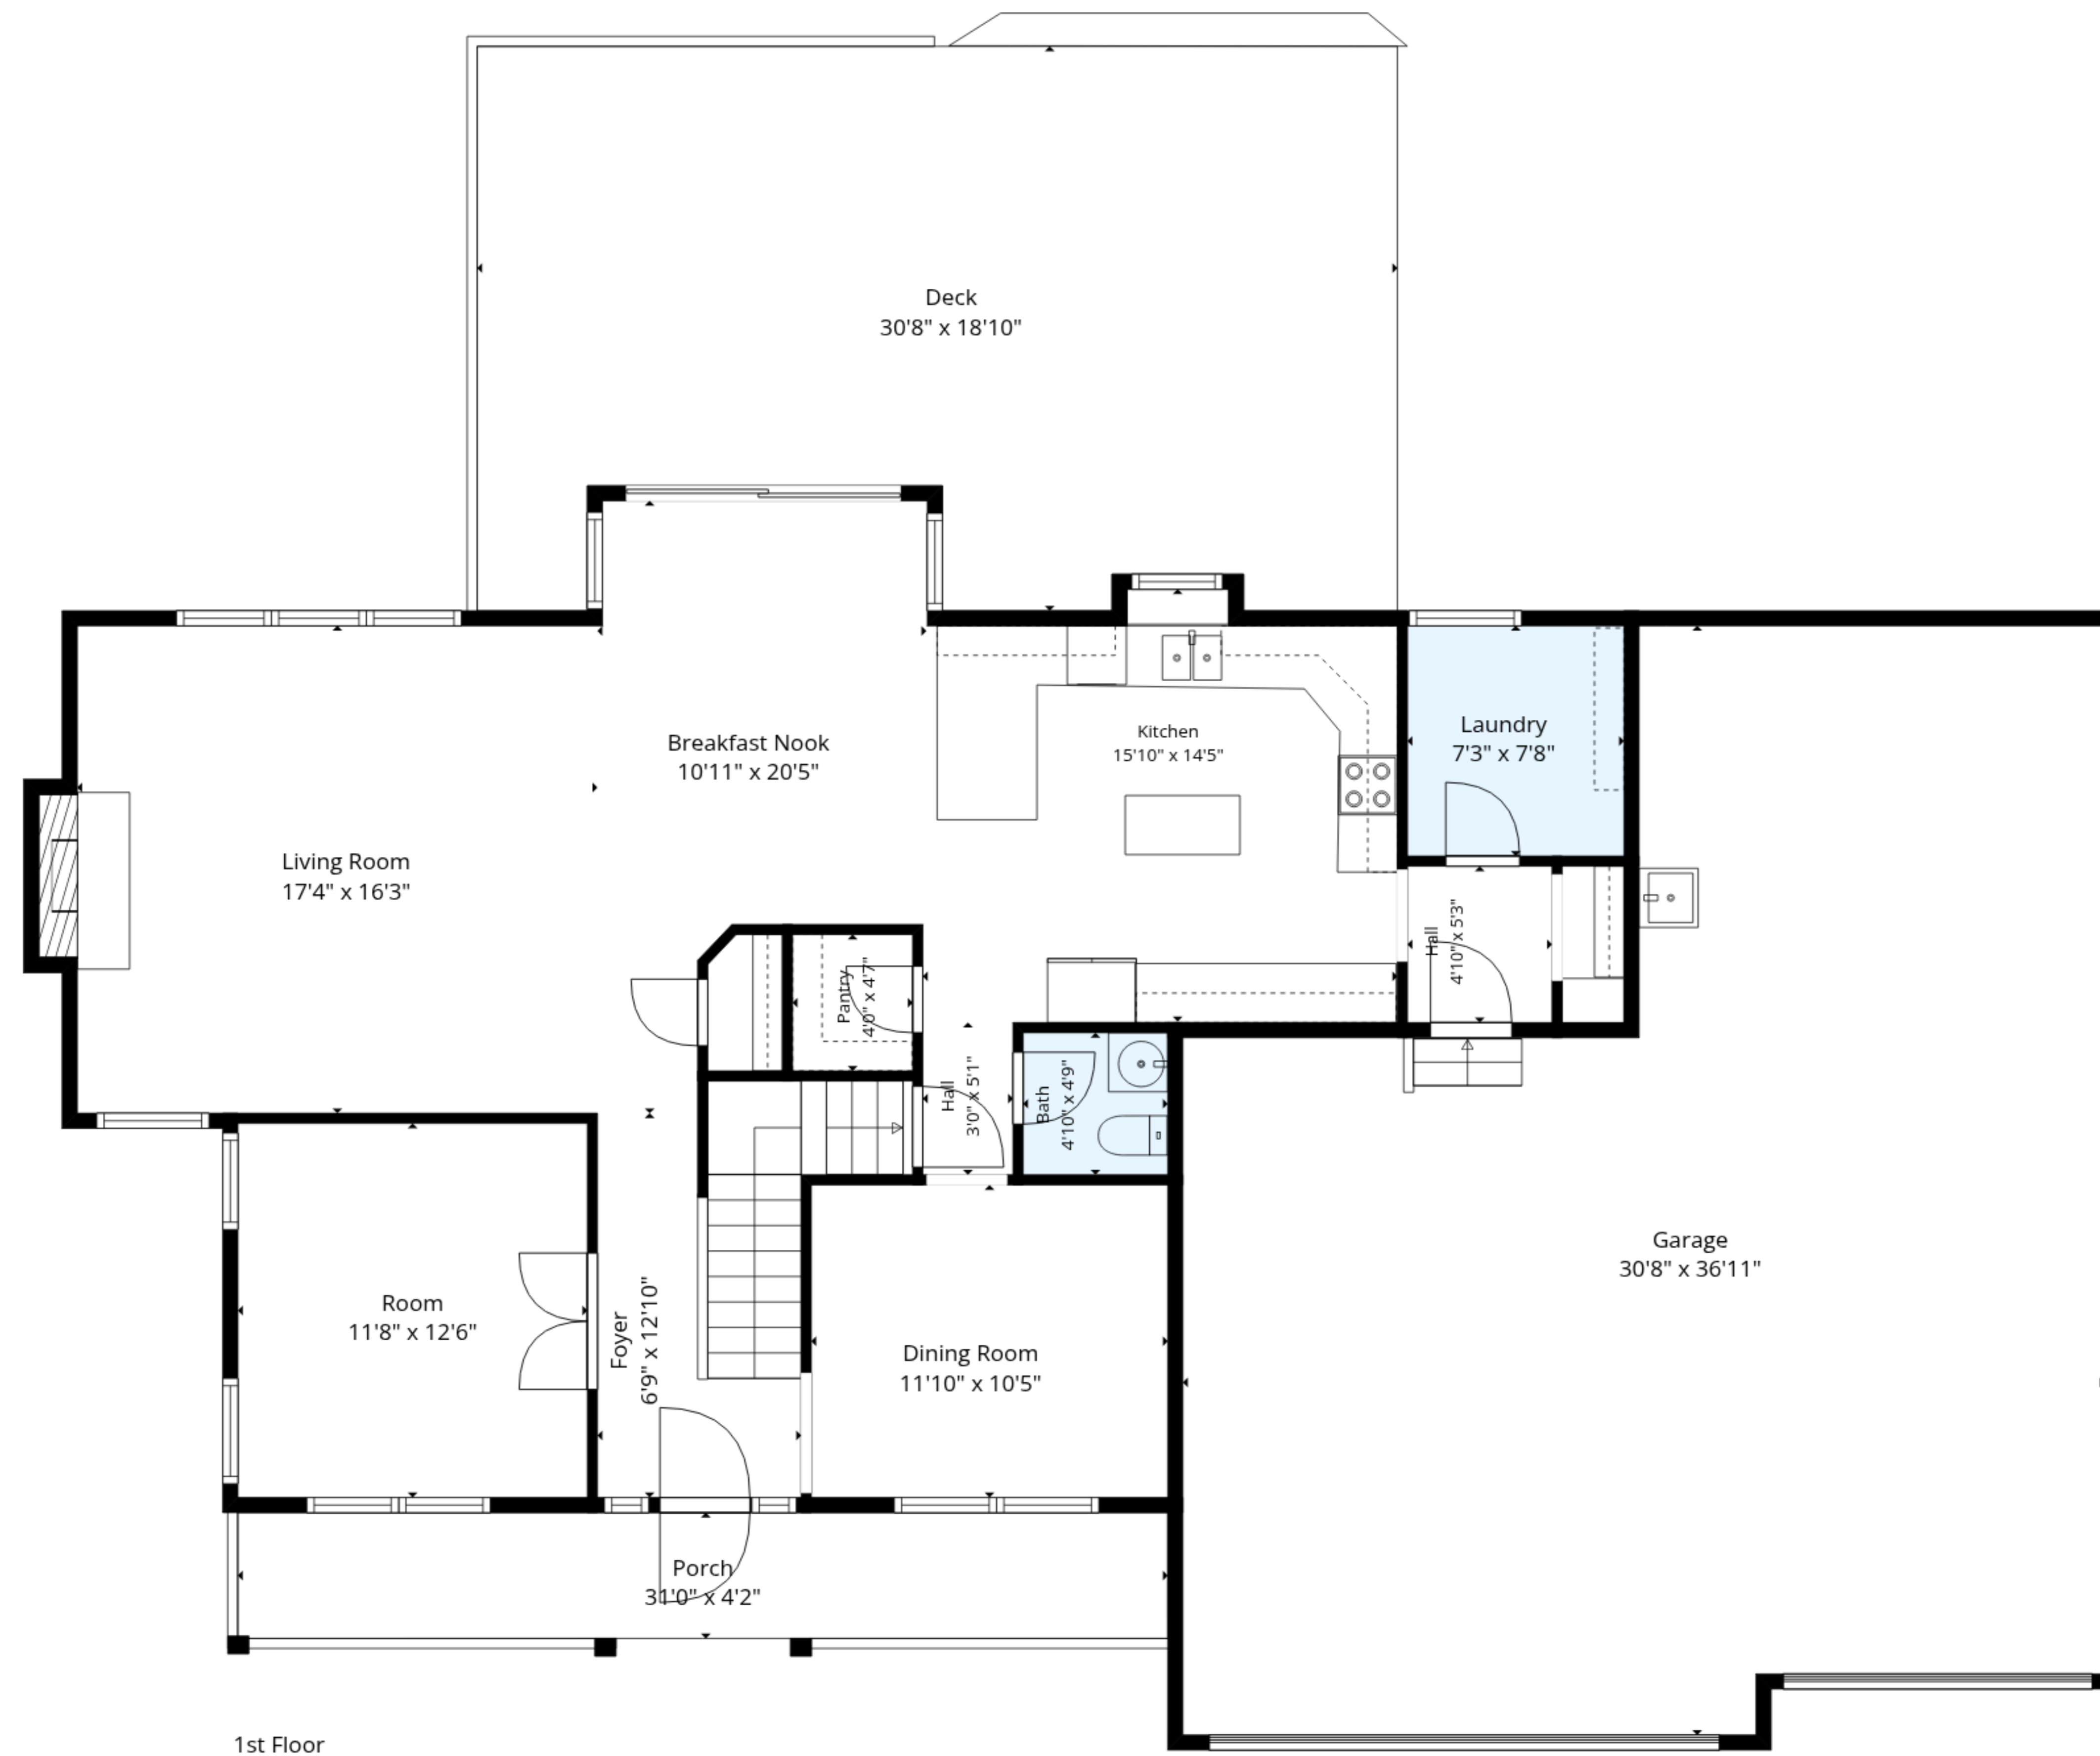 Deck
30'8" x 18'10"
Breakfast Nook
10'11" x 20'5"
Kitchen
15'10" x 14'5"
Laundry
7'3" x 7'8"
Living Room
17'4" x 16'3"
Hall
4'10" x 5'3"
Pantry
4'0" x 4'7"
Hall
3'0" x 5'1"
Bath
4'10" x 4'9"
Garage
30'8" x 36'11"
Room
11'8" x 12'6"
Foyer
6'9" x 12'10"
Dining Room
11'10" x 10'5"
Porch
31'0" x 4'2"
1st Floor